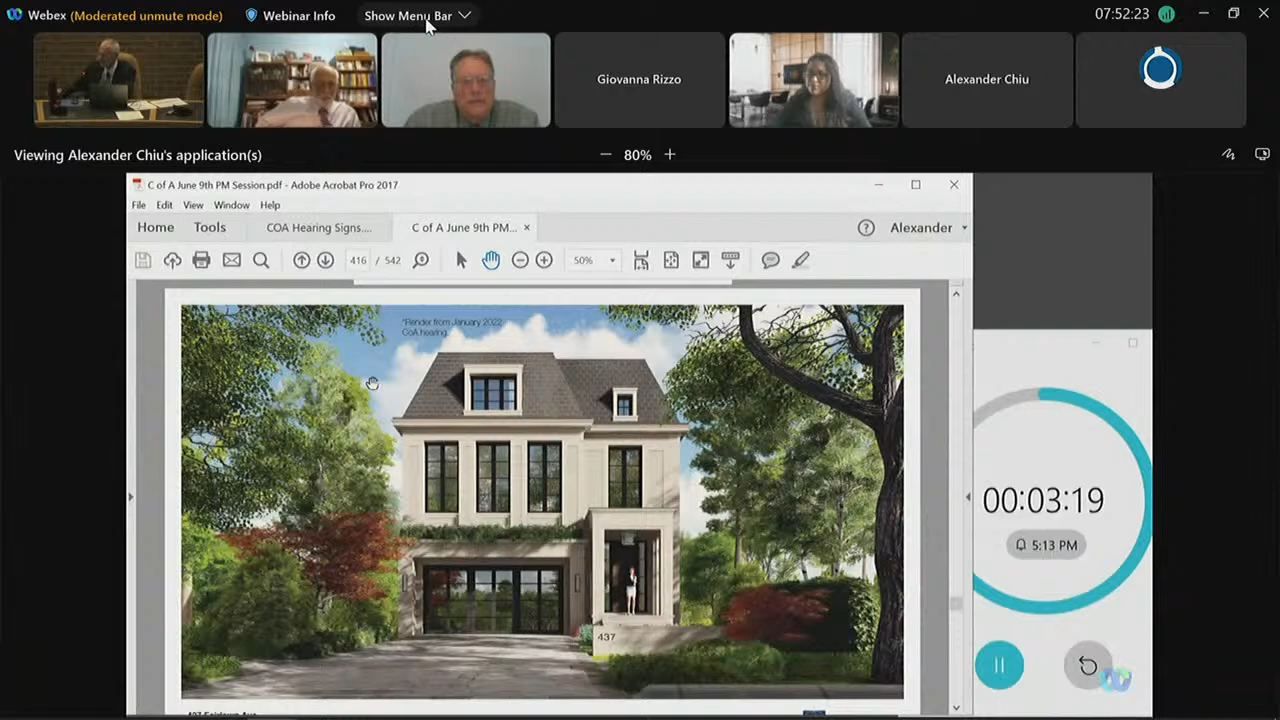 Webex (Moderated unmute mode) Webinar Info Show Menu Bar 07:52:23
Giovanna Rizzo
Alexander Chiu
Viewing Alexander Chiu's application(s) 80%
C of A June 9th PM Session.pdf - Adobe Acrobat Pro 2017
File Edit View Window Help
Home Tools COA Hearing Signs.... C of A June 9th PM... Alexander
416 / 542 50%
*Render from January 2022
CoA hearing.
00:03:19
5:13 PM
437